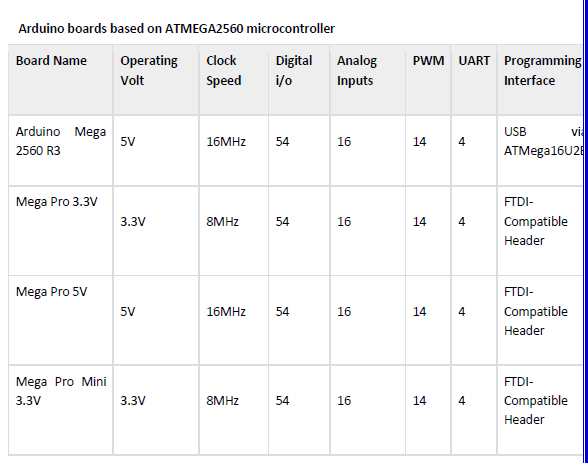 Arduino boards based on ATMEGA2560 microcontroller
Board Name Operating Volt Clock Speed Digital i/o Analog Inputs PWM UART Programming Interface
Arduino Mega 2560 R3 5V 16MHz 54 16 14 4 USB via ATMega16U2
Mega Pro 3.3V 3.3V 8MHz 54 16 14 4 FTDI-Compatible Header
Mega Pro 5V 5V 16MHz 54 16 14 4 FTDI-Compatible Header
Mega Pro Mini 3.3V 3.3V 8MHz 54 16 14 4 FTDI-Compatible Header